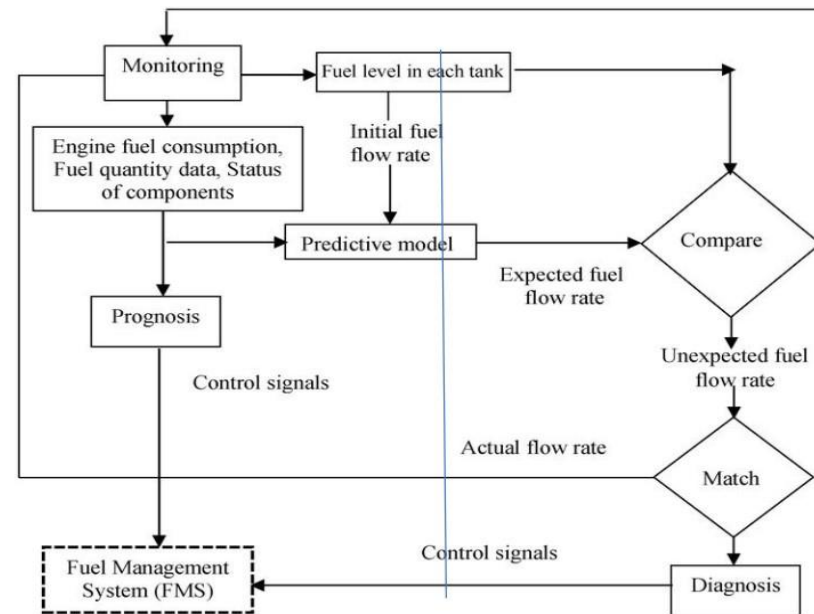 Monitoring
Fuel level in each tank
Engine fuel consumption,
Fuel quantity data, Status
of components
Initial fuel
flow rate
Predictive model
Compare
Expected fuel
flow rate
Prognosis
Unexpected fuel
flow rate
Control signals
Actual flow rate
Match
Control signals
Fuel Management
System (FMS)
Diagnosis